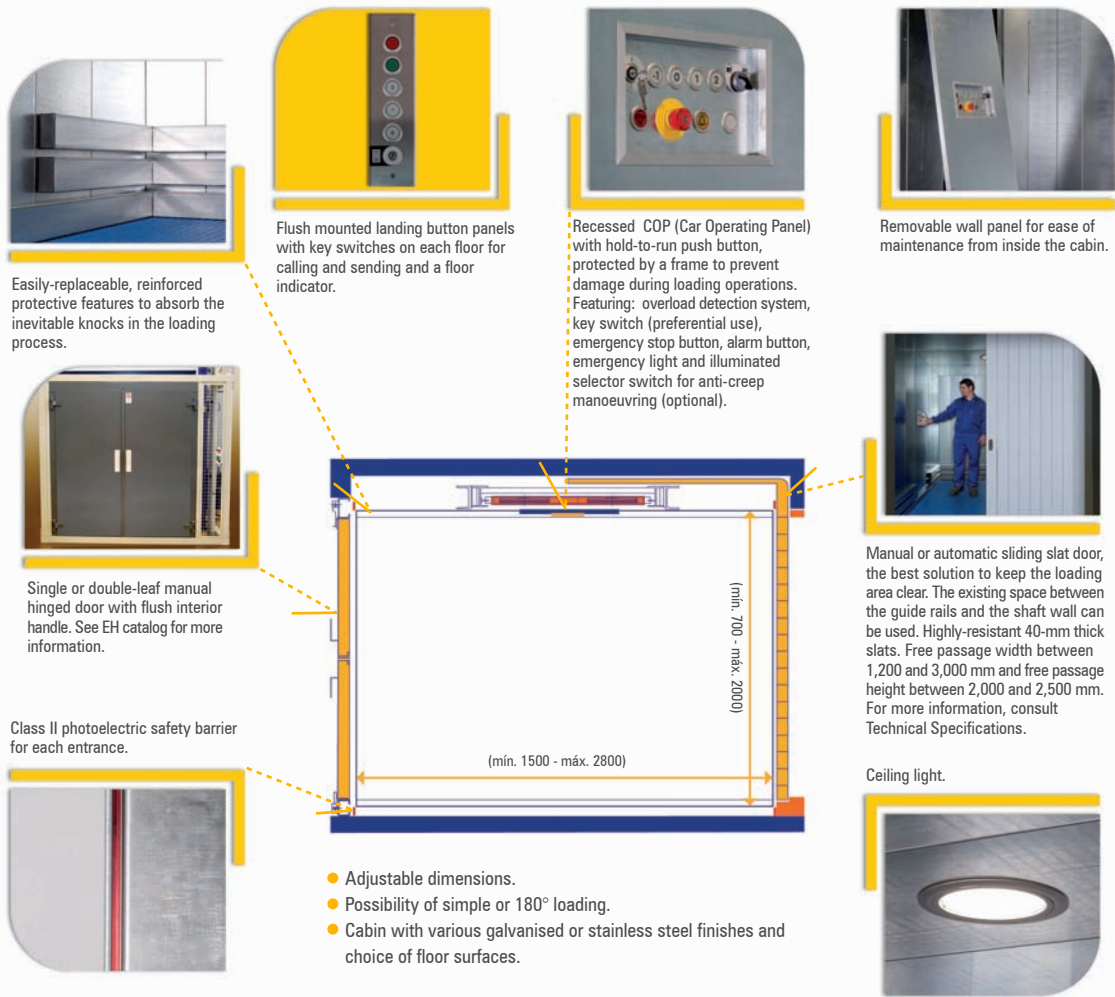 Flush mounted landing button panels
with key switches on each floor for
calling and sending and a floor
indicator.
Recessed COP (Car Operating Panel)
with hold-to-run push button,
protected by a frame to prevent
damage during loading operations.
Featuring: overload detection system,
key switch (preferential use),
emergency stop button, alarm button,
emergency light and illuminated
selector switch for anti-creep
manoeuvring (optional).
-1 0 1 2
Removable wall panel for ease of
maintenance from inside the cabin.
Easily-replaceable, reinforced
protective features to absorb the
inevitable knocks in the loading
process.
Single or double-leaf manual
hinged door with flush interior
handle. See EH catalog for more
information.
Manual or automatic sliding slat door,
the best solution to keep the loading
area clear. The existing space between
the guide rails and the shaft wall can
be used. Highly-resistant 40-mm thick
slats. Free passage width between
1,200 and 3,000 mm and free passage
height between 2,000 and 2,500 mm.
For more information, consult
Technical Specifications.
(mín. 700 - máx. 2000)
(mín. 1500 - máx. 2800)
Class II photoelectric safety barrier
for each entrance.
Ceiling light.
Adjustable dimensions.
Possibility of simple or 180° loading.
Cabin with various galvanised or stainless steel finishes and
choice of floor surfaces.